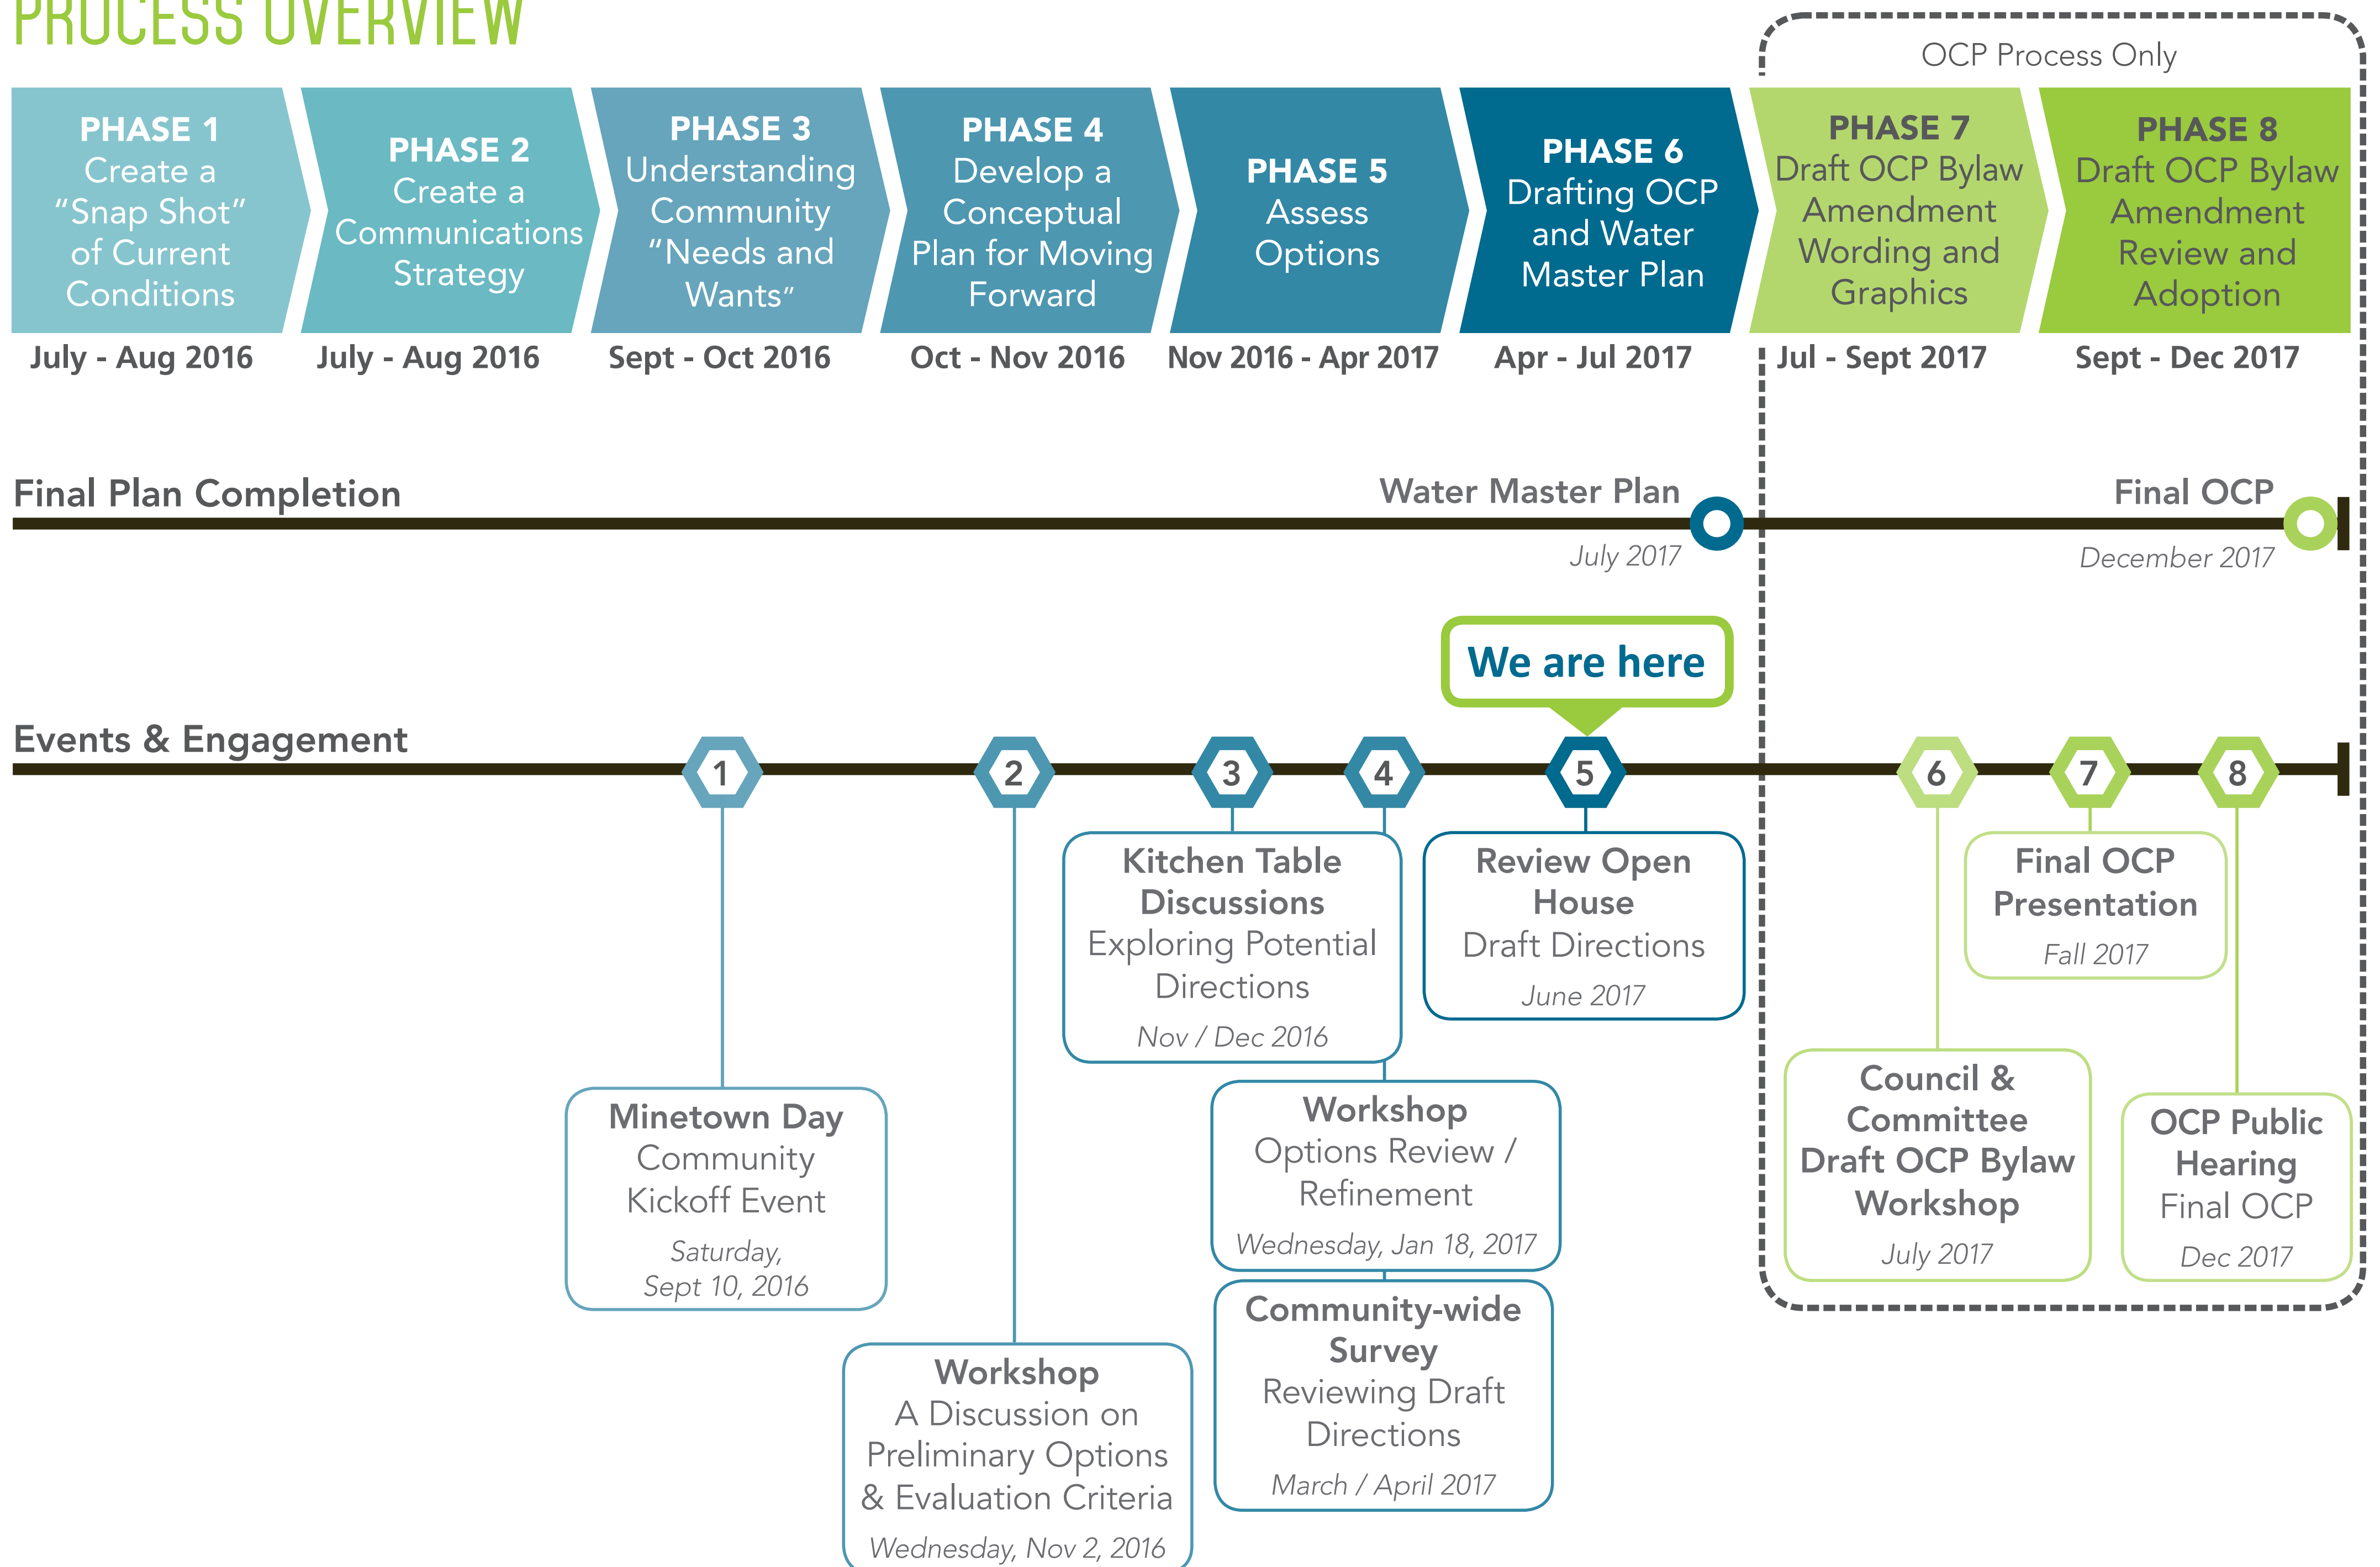 PROCESS OVERVIEW
OCP Process Only
PHASE 1
Create a
“Snap Shot”
of Current
Conditions
July - Aug 2016
PHASE 2
Create a
Communications
Strategy
July - Aug 2016
PHASE 3
Understanding
Community
“Needs and
Wants”
Sept - Oct 2016
PHASE 4
Develop a
Conceptual
Plan for Moving
Forward
Oct - Nov 2016
PHASE 5
Assess
Options
Nov 2016 - Apr 2017
PHASE 6
Drafting OCP
and Water
Master Plan
Apr - Jul 2017
PHASE 7
Draft OCP Bylaw
Amendment
Wording and
Graphics
Jul - Sept 2017
PHASE 8
Draft OCP Bylaw
Amendment
Review and
Adoption
Sept - Dec 2017
Final Plan Completion
Water Master Plan
July 2017
Final OCP
December 2017
We are here
Events & Engagement
1
2
3
4
5
6
7
8
Minetown Day
Community
Kickoff Event
Saturday,
Sept 10, 2016
Workshop
A Discussion on
Preliminary Options
& Evaluation Criteria
Wednesday, Nov 2, 2016
Kitchen Table
Discussions
Exploring Potential
Directions
Nov / Dec 2016
Workshop
Options Review /
Refinement
Wednesday, Jan 18, 2017
Community-wide
Survey
Reviewing Draft
Directions
March / April 2017
Review Open
House
Draft Directions
June 2017
Council &
Committee
Draft OCP Bylaw
Workshop
July 2017
Final OCP
Presentation
Fall 2017
OCP Public
Hearing
Final OCP
Dec 2017